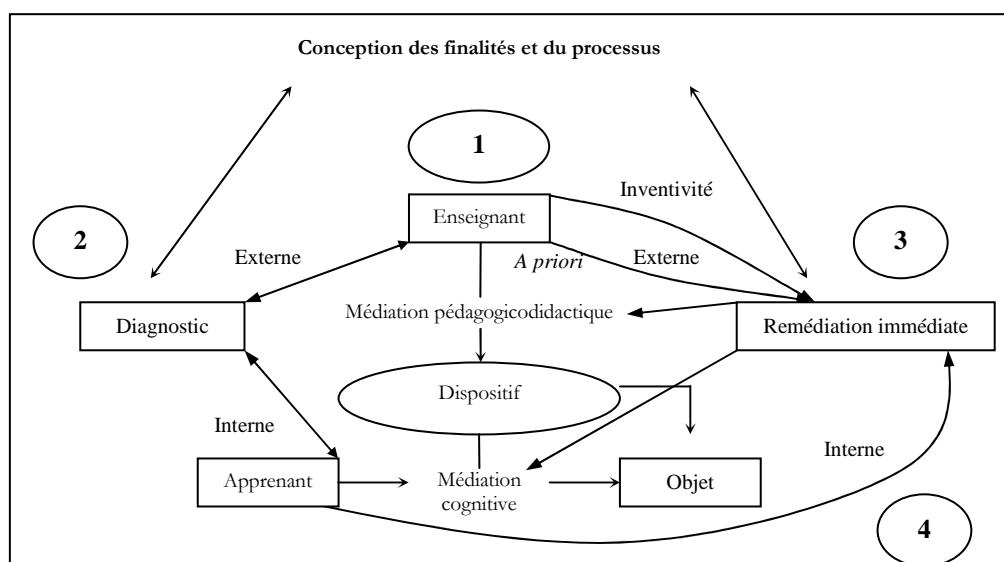 Conception des finalités et du processus
1
Inventivité
Enseignant
2
3
Externe
A priori
Externe
Médiation pédagogicodidactique
Diagnostic
Remédiation immédiate
Dispositif
Interne
Interne
Apprenant
Médiation
cognitive
Objet
4